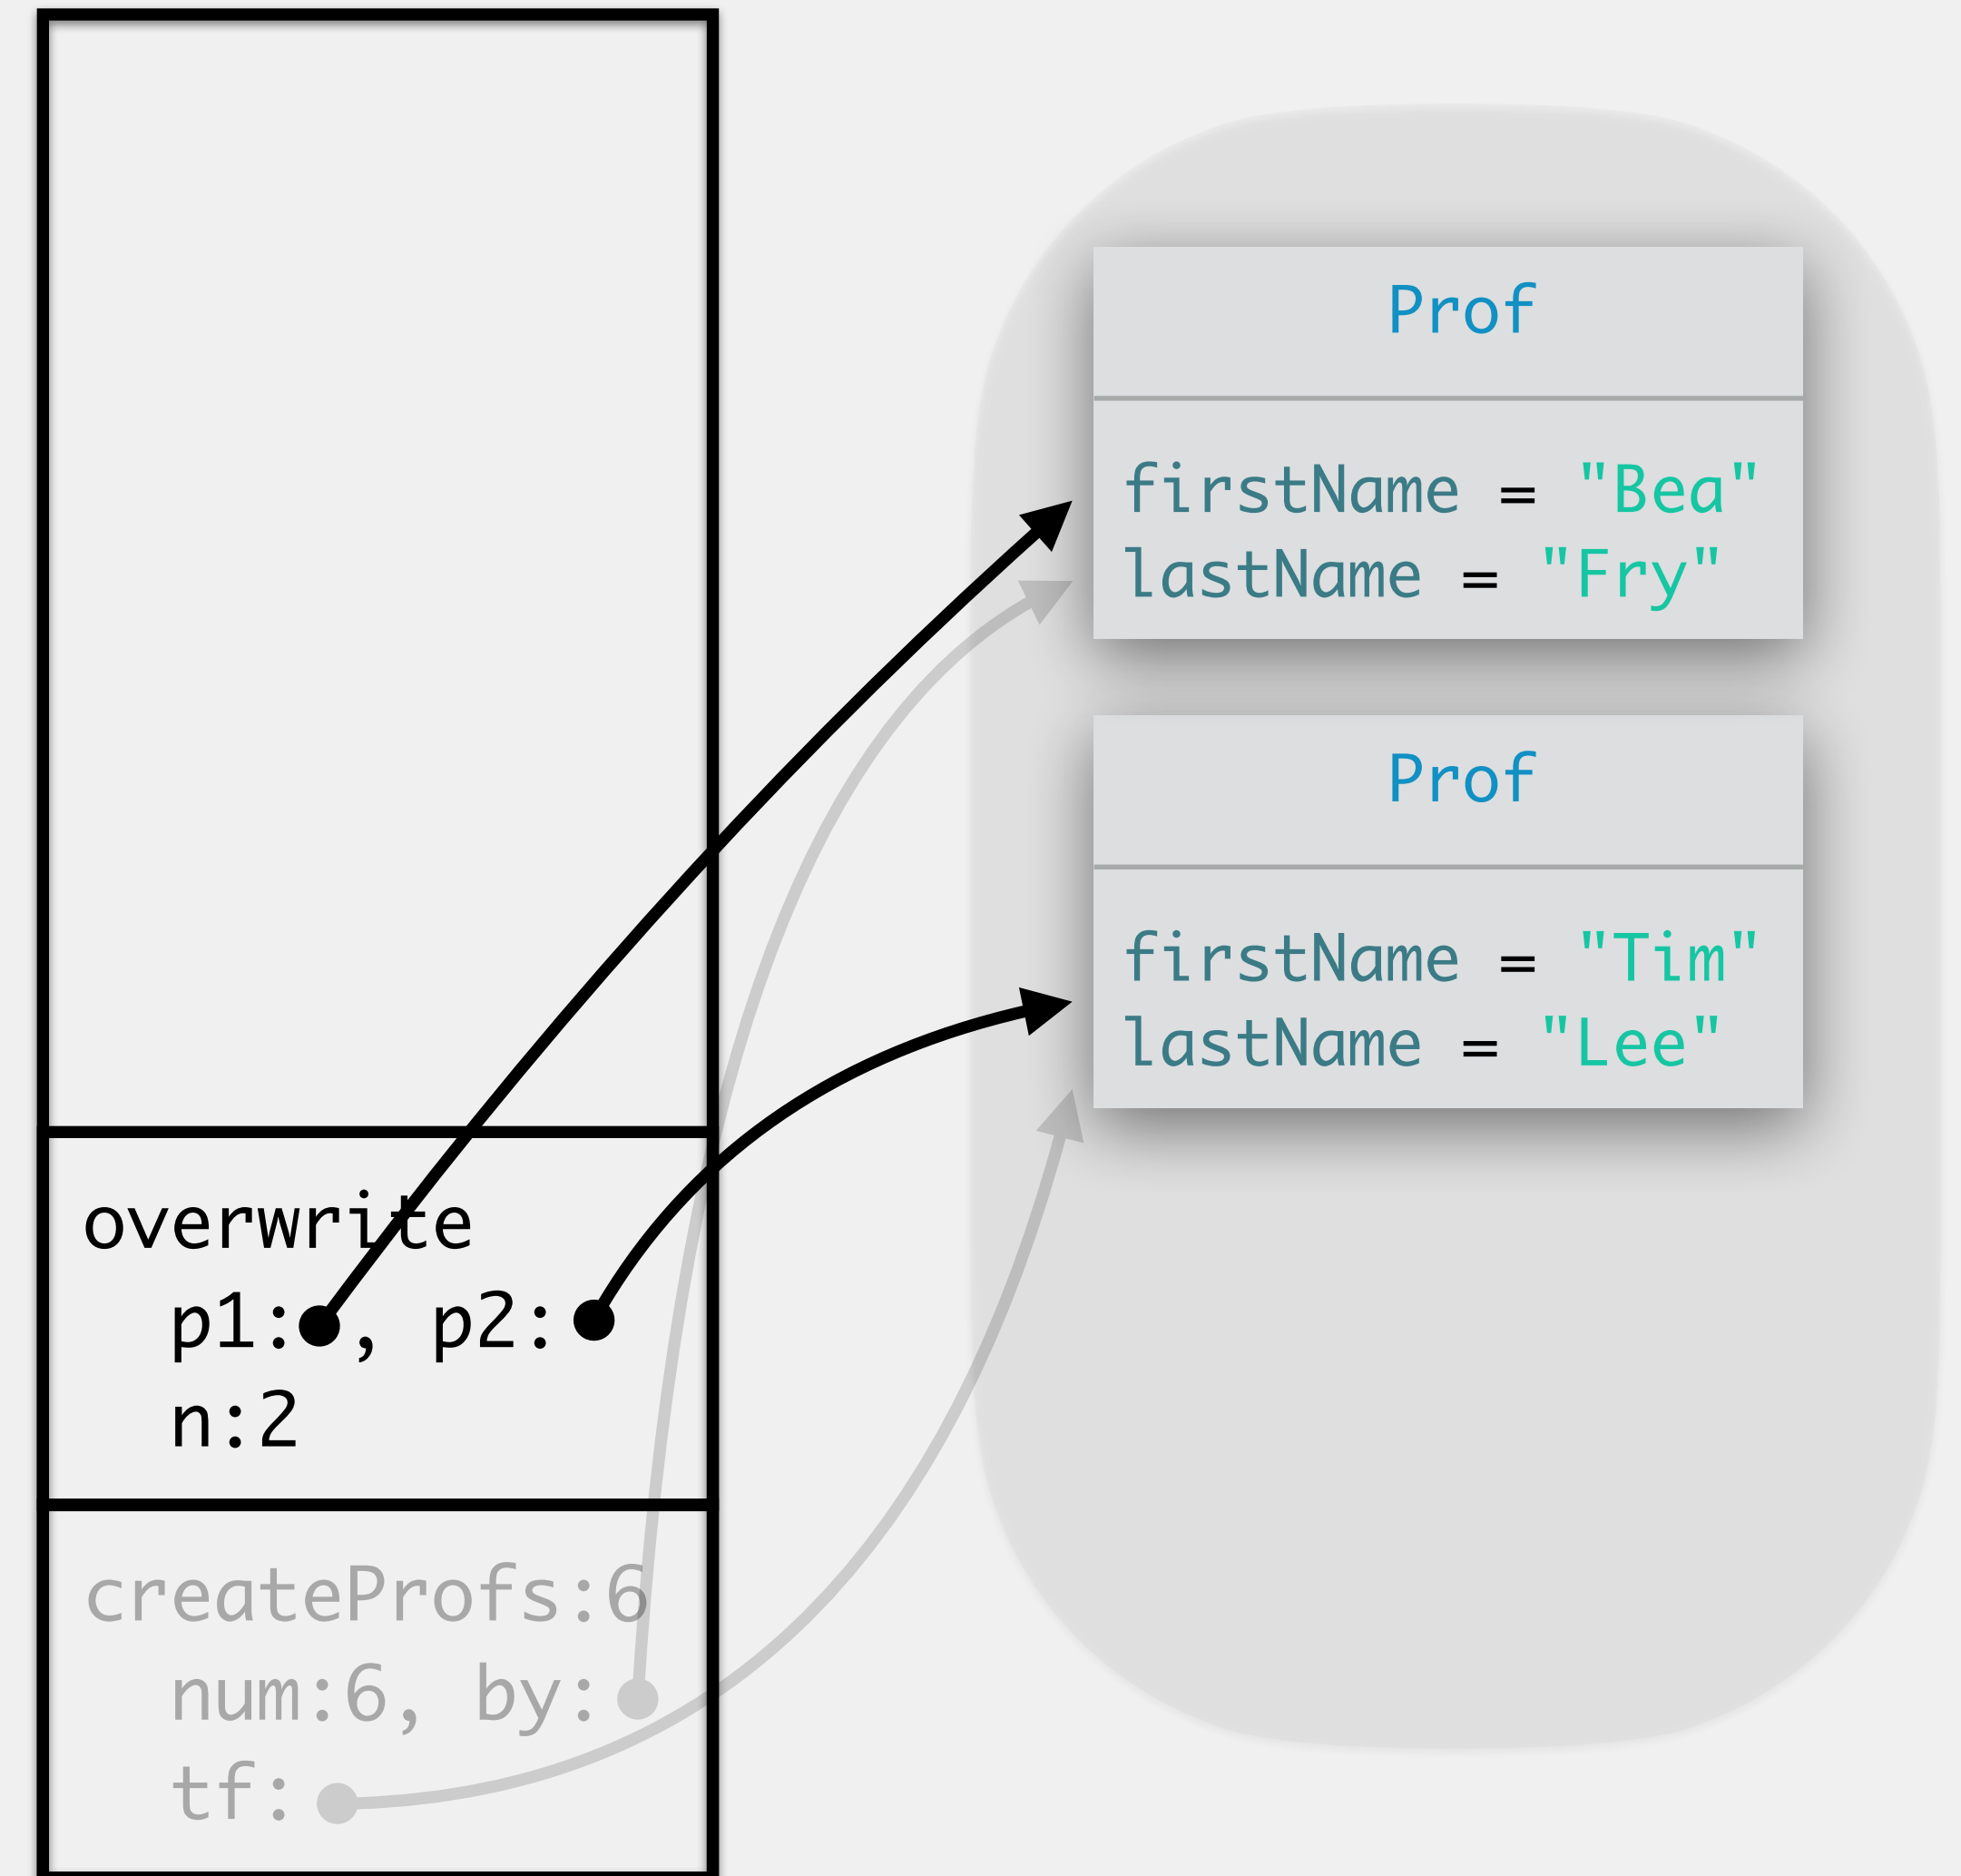 Prof
firstName = "Bea"
lastName = "Fry"
Prof
firstName = "Tim"
lastName = "Lee"
overwrite
p1: , p2:
n:2
createProfs:6
num:6, by:
tf: